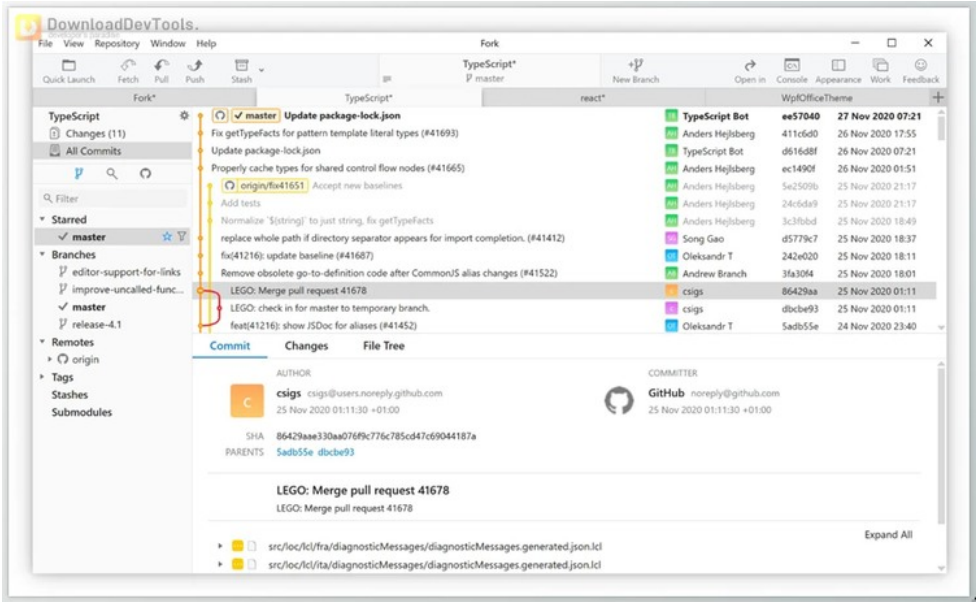 DownloadDevTools.
developer's paradise
File View Repository Window Help Fork
Quick Launch Fetch Pull Push Stash TypeScript* master New Branch Open in Console Appearance Work Feedback
Fork* TypeScript* react* WpfOfficeTheme
TypeScript
Changes (11)
All Commits
Filter
Starred
master
Branches
editor-support-for-links
improve-uncalled-func...
master
release-4.1
Remotes
origin
Tags
Stashes
Submodules
master Update package-lock.json TypeScript Bot ee57040 27 Nov 2020 07:21
Fix getTypeFacts for pattern template literal types (#41693) AH Anders Hejlsberg 411c6d0 26 Nov 2020 17:55
Update package-lock.json TypeScript Bot d616d8f 26 Nov 2020 07:21
Properly cache types for shared control flow nodes (#41665) AH Anders Hejlsberg ec1490f 26 Nov 2020 01:51
origin/fix41651 Accept new baselines AH Anders Hejlsberg 5e2509b 25 Nov 2020 21:17
Add tests AH Anders Hejlsberg 24c6da9 25 Nov 2020 21:17
Normalize `${string}` to just string, fix getTypeFacts AH Anders Hejlsberg 3c3fbbd 25 Nov 2020 18:49
replace whole path if directory separator appears for import completion. (#41412) Song Gao d5779c7 25 Nov 2020 18:37
fix(41216): update baseline (#41687) Oleksandr T 242e020 25 Nov 2020 18:11
Remove obsolete go-to-definition code after CommonJS alias changes (#41522) Andrew Branch 3fa30f4 25 Nov 2020 18:01
LEGO: Merge pull request 41678 csigs 86429aa 25 Nov 2020 01:11
LEGO: check in for master to temporary branch. csigs dbcbe93 25 Nov 2020 01:11
feat(41216): show JSDoc for aliases (#41452) Oleksandr T 5adb55e 24 Nov 2020 23:40
Commit Changes File Tree
AUTHOR COMMITTER
C csigs csigs@users.noreply.github.com GitHub noreply@github.com
25 Nov 2020 01:11:30 +01:00 25 Nov 2020 01:11:30 +01:00
SHA 86429aae330aa076f9c776c785cd47c69044187a
PARENTS 5adb55e dbcbe93
LEGO: Merge pull request 41678
LEGO: Merge pull request 41678
Expand All
src/loc/lcl/fra/diagnosticMessages/diagnosticMessages.generated.json.lcl
src/loc/lcl/ita/diagnosticMessages/diagnosticMessages.generated.json.lcl